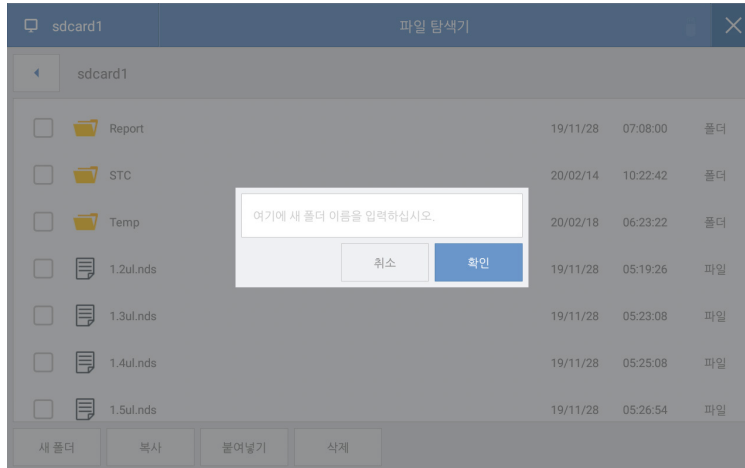 sdcard1 파일 탐색기
sdcard1
Report 19/11/28 07:08:00 폴더
STC 20/02/14 10:22:42 폴더
Temp 20/02/18 06:23:22 폴더
여기에 새 폴더 이름을 입력하십시오.
취소 확인
1.2ul.nds 19/11/28 05:19:26 파일
1.3ul.nds 19/11/28 05:23:08 파일
1.4ul.nds 19/11/28 05:25:08 파일
1.5ul.nds 19/11/28 05:26:54 파일
새 폴더 복사 붙여넣기 삭제